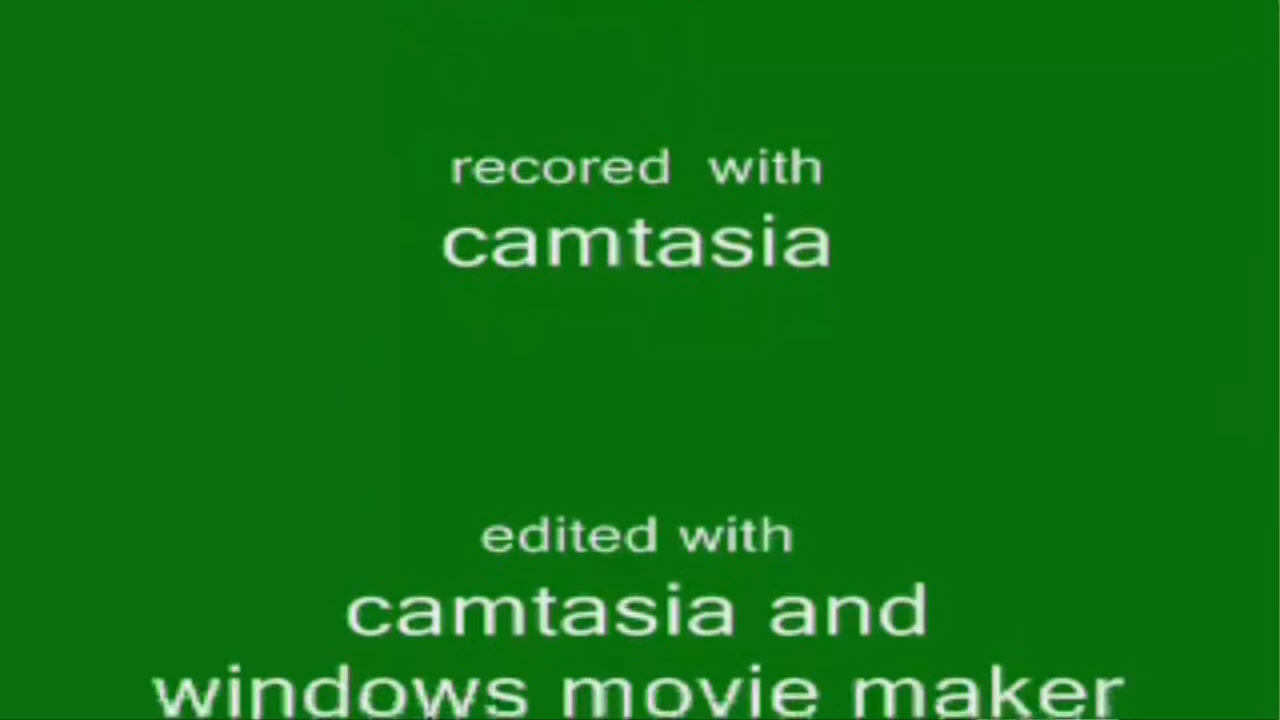 recored with
camtasia
edited with
camtasia and
windows movie maker